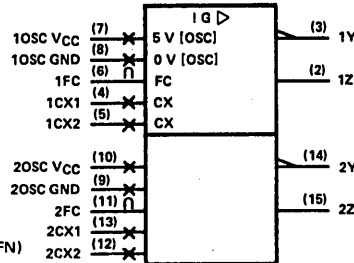 !G ▷
1OSC VCC (7) 5 V [OSC] (3) 1Y
1OSC GND (8) 0 V [OSC]
1FC (6) FC (2) 1Z
1CX1 (4) CX
1CX2 (5) CX
2OSC VCC (10) (14) 2Y
2OSC GND (9)
2FC (11) (15) 2Z
2CX1 (13)
FN) 2CX2 (12)